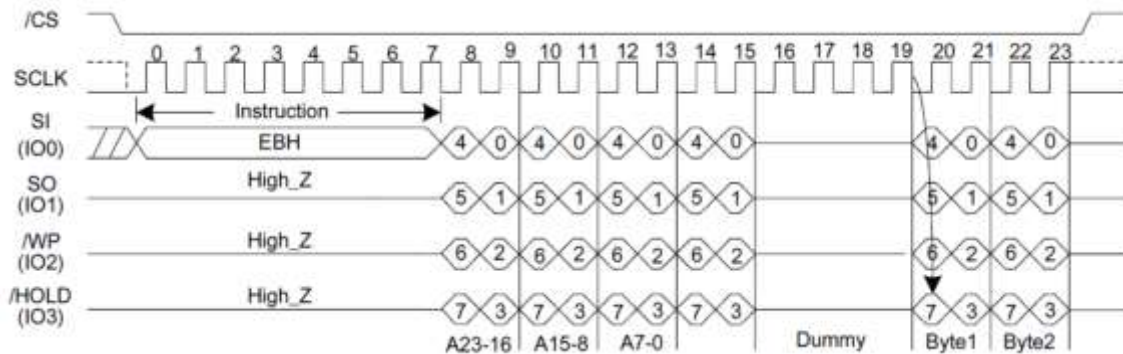 /CS
0 1 2 3 4 5 6 7 8 9 10 11 12 13 14 15 16 17 18 19 20 21 22 23
SCLK
SI
Instruction
(IO0)
EBH
4 0 4 0 4 0 4 0 4 0 4 0
SO
(IO1)
High_Z
5 1 5 1 5 1 5 1 5 1 5 1
/WP
(IO2)
High_Z
6 2 6 2 6 2 6 2 6 2 6 2
/HOLD
(IO3)
High_Z
7 3 7 3 7 3 7 3 7 3 7 3
A23-16 A15-8 A7-0 Dummy Byte1 Byte2